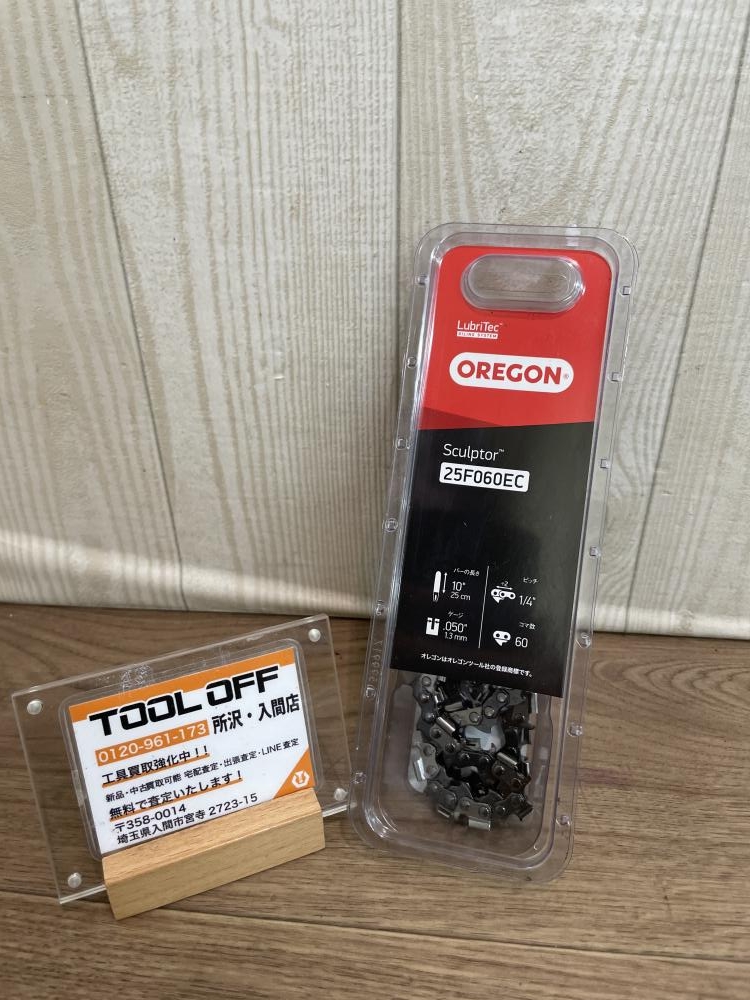 LubriTec™
OILING SYSTEM
OREGON®
Sculptor™
25F060EC
バーの長さ
10"
25 cm
ピッチ
÷2
1/4"
ゲージ
.050"
1.3 mm
コマ数
60
オレゴンはオレゴンツール社の登録商標です。
TOOL OFF
0120-961-173 所沢・入間店
工具買取強化中!!
新品・中古買取可能 宅配査定・出張査定・LINE査定
無料で査定いたします!
〒358-0014
埼玉県入間市宮寺 2723-15